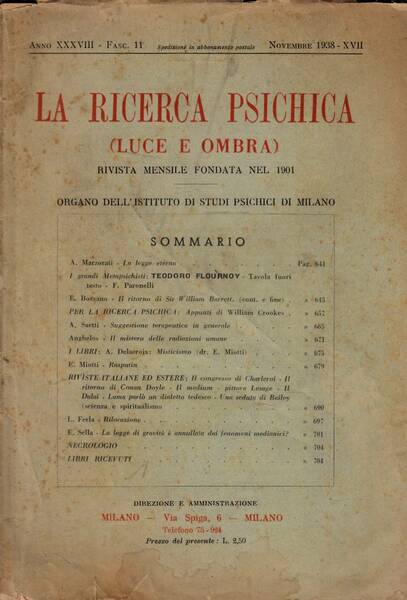 ANNO XXXVIII - FASC. 11 Spedizione in abbonamento postale NOVEMBRE 1938 - XVII
LA RICERCA PSICHICA
(LUCE E OMBRA)
RIVISTA MENSILE FONDATA NEL 1901
ORGANO DELL'ISTITUTO DI STUDI PSICHICI DI MILANO
SOMMARIO
A. Marzorati - La legge eterna . . . . . . Pag. 641
I grandi Metapsichisti: TEODORO FLOURNOY - Tavola fuori
testo - F. Parenelli
E. Bozzano - Il ritorno di Sir William Barrett. (cont. e fine) . » 645
PER LA RICERCA PSICHICA: Appunti di William Crookes . » 657
A. Suetti - Suggestione terapeutica in generale . . . . » 665
Anghelos - Il mistero delle radiazioni umane . . . . » 671
I LIBRI: A. Delacroix: Misticismo (dr. E. Miotti) . . . » 675
E. Miotti - Rasputin . . . . . » 679
RIVISTE ITALIANE ED ESTERE: Il congresso di Charleroi - Il
ritorno di Conan Doyle - Il medium - pittore Lesage - Il
Dalai - Lama parlò un dialetto tedesco - Una seduta di Bailey
(scienza e spiritualismo . . . . . » 690
L. Feela - Bilocazione . . . . . » 697
E. Sella - La legge di gravità è annullata dai fenomeni medianici? » 701
NECROLOGIO . . . . . » 704
LIBRI RICEVUTI . . . . . » 704
DIREZIONE E AMMINISTRAZIONE
MILANO — Via Spiga, 6 — MILANO
Telefono 75-904
Prezzo del presente: L. 2,50